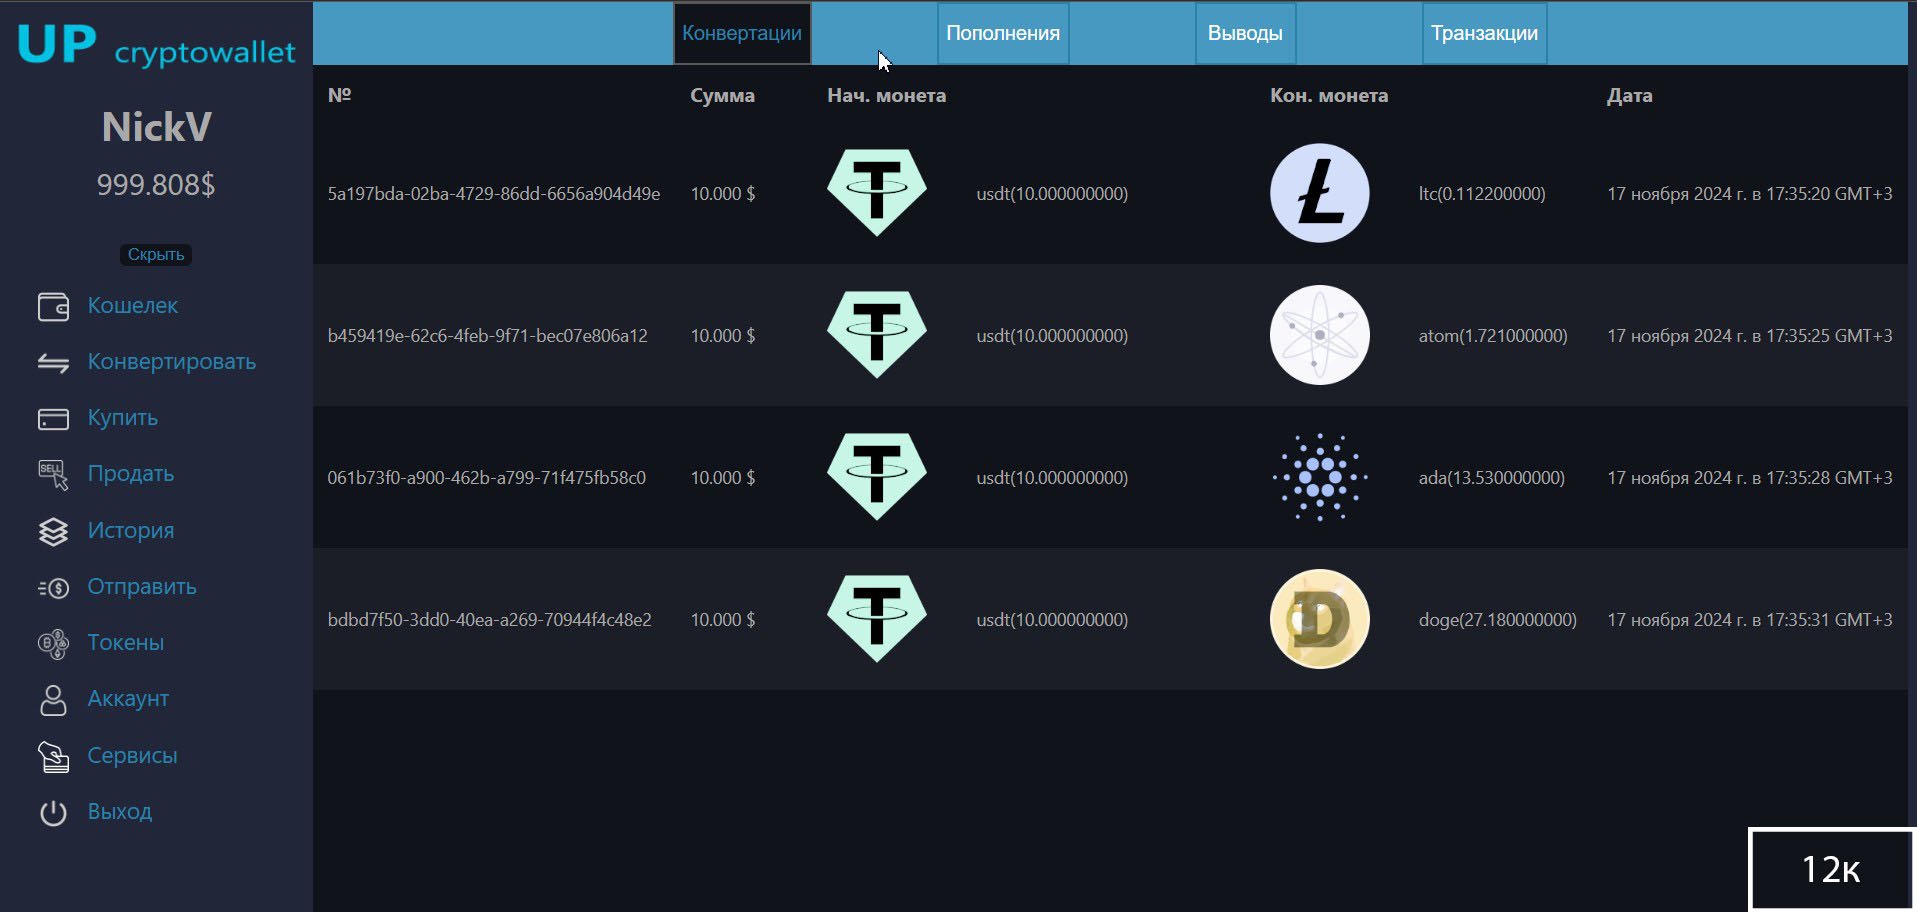 UP cryptowallet
NickV
999.808$
Скрыть
Кошелек
Конвертировать
Купить
SELL Продать
История
Отправить
Токены
Аккаунт
Сервисы
Выход
Конвертации Пополнения Выводы Транзакции
№ Сумма Нач. монета Кон. монета Дата
5a197bda-02ba-4729-86dd-6656a904d49e 10.000 $ usdt(10.000000000) ltc(0.112200000) 17 ноября 2024 г. в 17:35:20 GMT+3
b459419e-62c6-4feb-9f71-bec07e806a12 10.000 $ usdt(10.000000000) atom(1.721000000) 17 ноября 2024 г. в 17:35:25 GMT+3
061b73f0-a900-462b-a799-71f475fb58c0 10.000 $ usdt(10.000000000) ada(13.530000000) 17 ноября 2024 г. в 17:35:28 GMT+3
bdbd7f50-3dd0-40ea-a269-70944f4c48e2 10.000 $ usdt(10.000000000) doge(27.180000000) 17 ноября 2024 г. в 17:35:31 GMT+3
12к